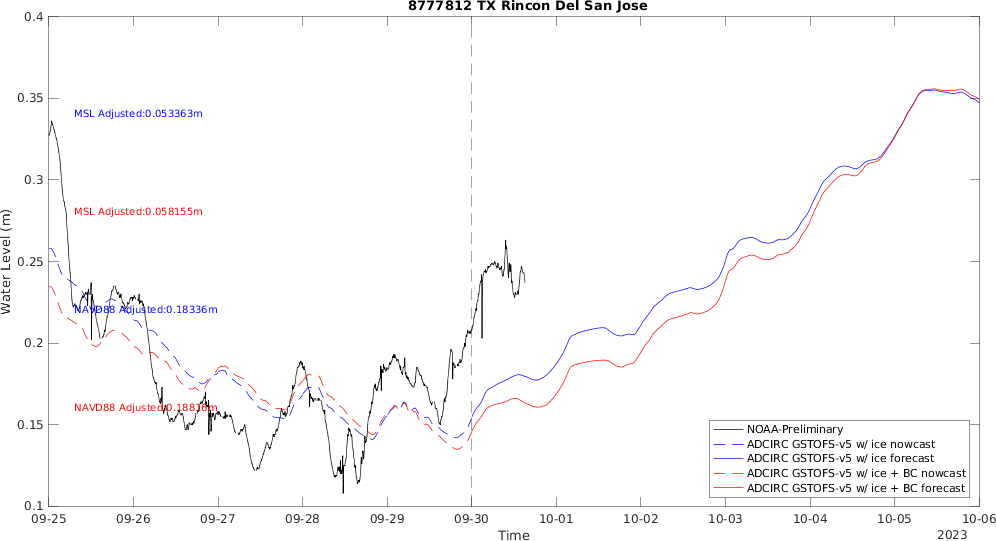 8777812 TX Rincon Del San Jose
0.4
0.35
0.3
0.25
0.2
0.15
0.1
Water Level (m)
MSL Adjusted:0.053363m
MSL Adjusted:0.058155m
NAVD88 Adjusted:0.18336m
NAVD88 Adjusted:0.18816m
NOAA-Preliminary
ADCIRC GSTOFS-v5 w/ ice nowcast
ADCIRC GSTOFS-v5 w/ ice forecast
ADCIRC GSTOFS-v5 w/ ice + BC nowcast
ADCIRC GSTOFS-v5 w/ ice + BC forecast
09-25 09-26 09-27 09-28 09-29 09-30 10-01 10-02 10-03 10-04 10-05 10-06
Time
2023